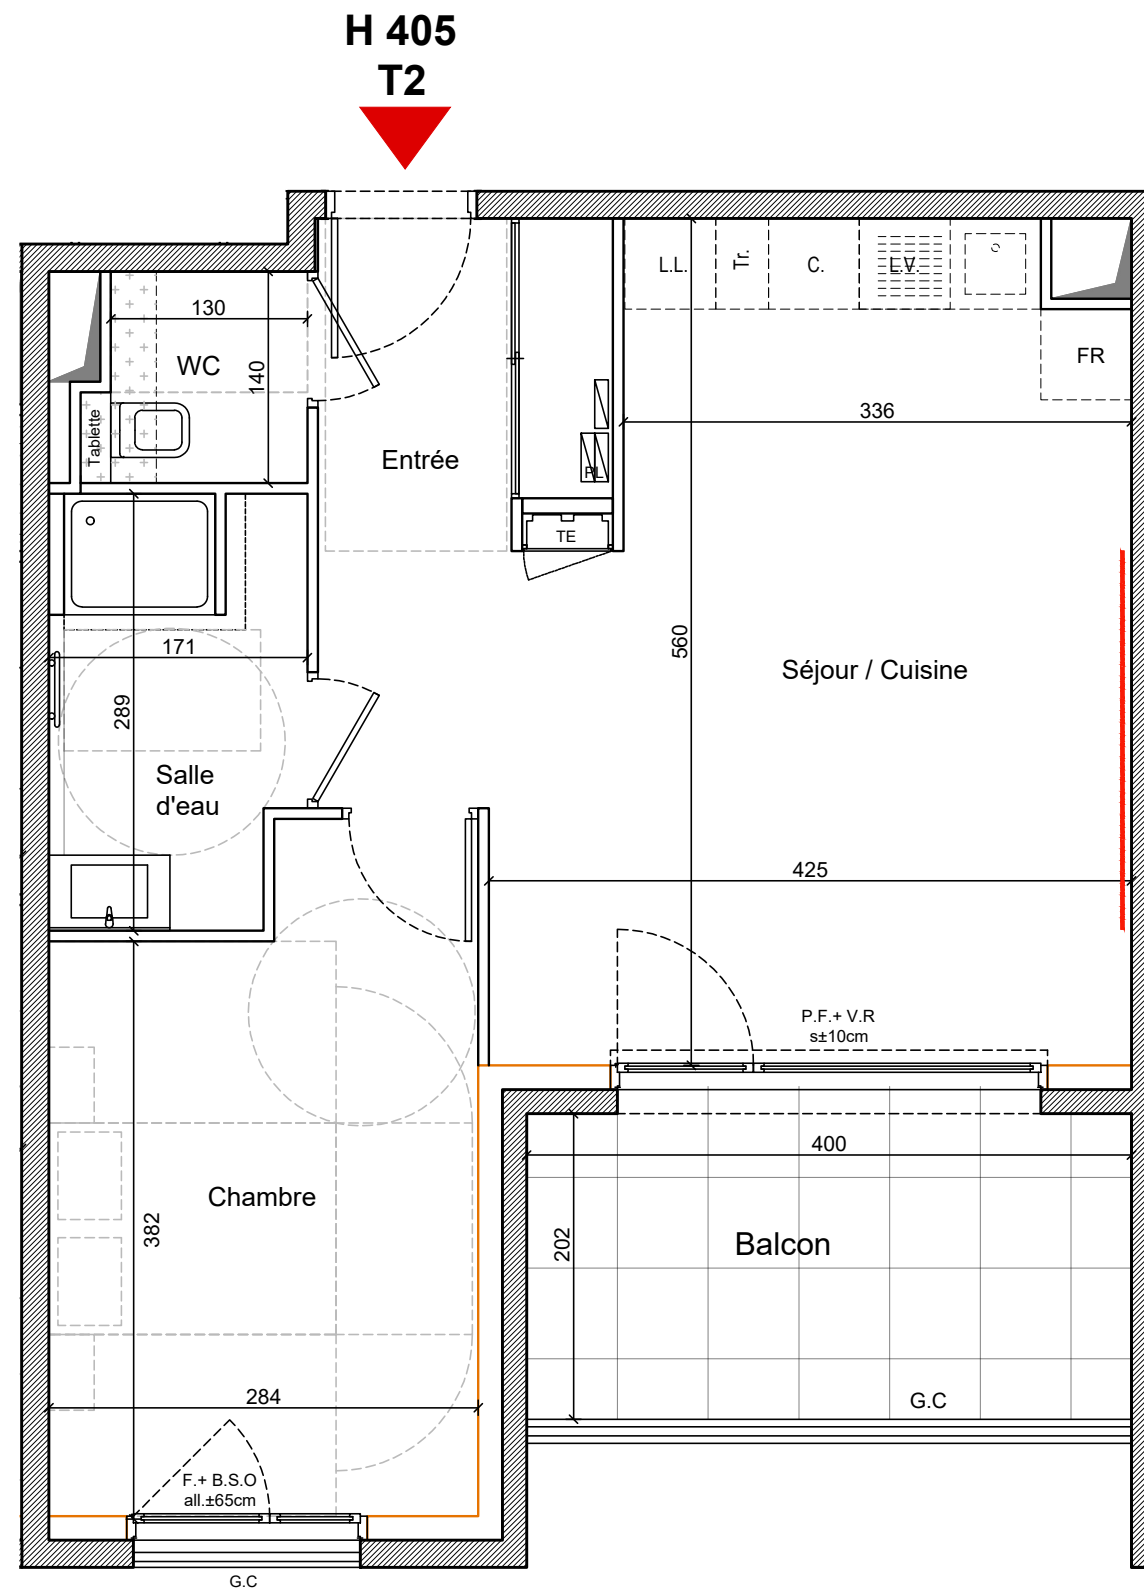 H 405
T2
L.L.
Tr.
C.
L.V.
FR
130
WC
140
Tablette
Entrée
336
PL
TE
560
171
Séjour / Cuisine
289
Salle
d'eau
425
P.F.+ V.R
s±10cm
400
Chambre
382
202
Balcon
284
G.C
F.+ B.S.O
all.±65cm
G.C